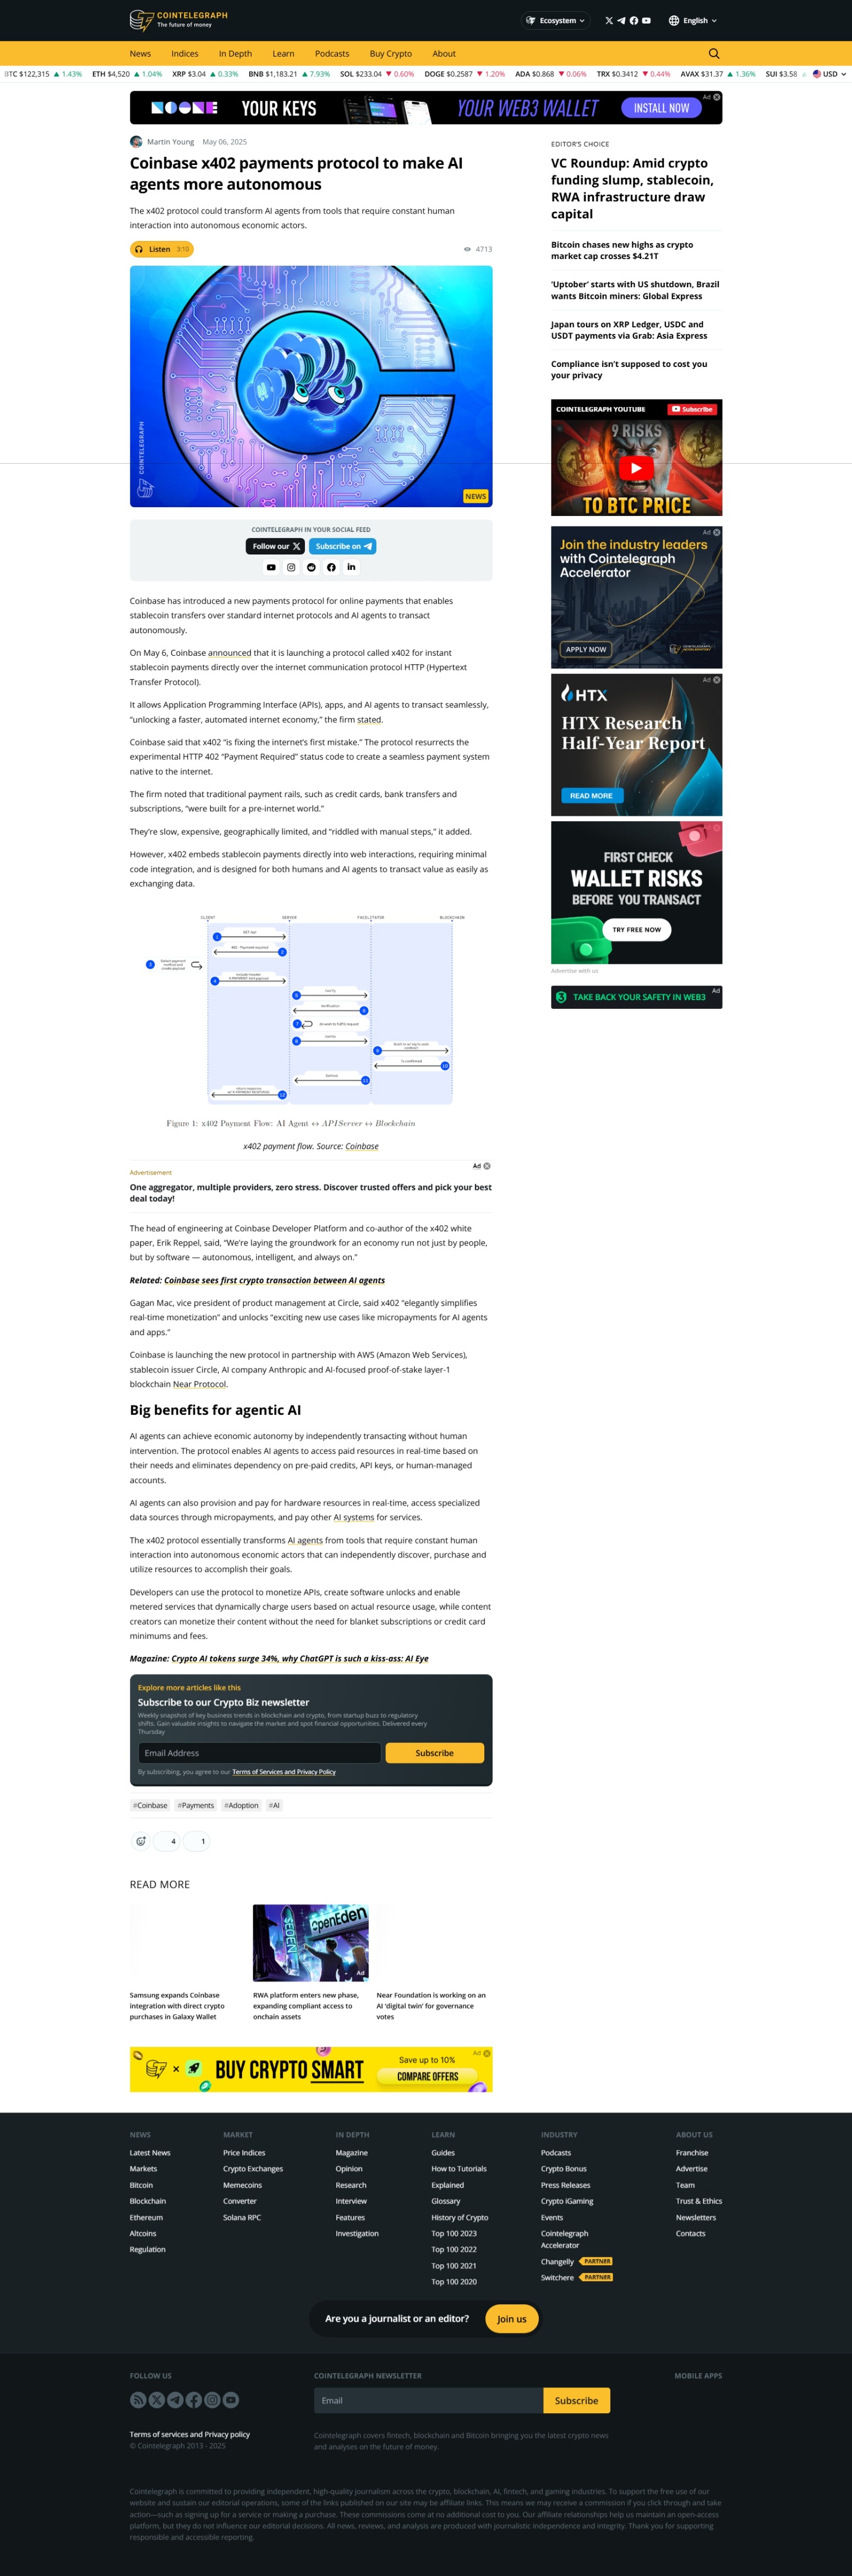 COINTELEGRAPH
The future of money
Ecosystem
English
News
Indices
In Depth
Learn
Podcasts
Buy Crypto
About
BTC $122,315 ▲ 1.43% ETH $4,520 ▲ 1.04% XRP $3.04 ▲ 0.33% BNB $1,183.21 ▲ 7.93% SOL $233.04 ▼ 0.60% DOGE $0.2587 ▼ 1.20% ADA $0.868 ▼ 0.06% TRX $0.3412 ▼ 0.44% AVAX $31.37 ▲ 1.36% SUI $3.58 USD
NOONE YOUR KEYS YOUR WEB3 WALLET INSTALL NOW Ad
Martin Young May 06, 2025
Coinbase x402 payments protocol to make AI
agents more autonomous
The x402 protocol could transform AI agents from tools that require constant human
interaction into autonomous economic actors.
Listen 3:10
4713
COINTELEGRAPH
NEWS
COINTELEGRAPH IN YOUR SOCIAL FEED
Follow our X
Subscribe on
Coinbase has introduced a new payments protocol for online payments that enables
stablecoin transfers over standard internet protocols and AI agents to transact
autonomously.
On May 6, Coinbase announced that it is launching a protocol called x402 for instant
stablecoin payments directly over the internet communication protocol HTTP (Hypertext
Transfer Protocol).
It allows Application Programming Interface (APIs), apps, and AI agents to transact seamlessly,
“unlocking a faster, automated internet economy,” the firm stated.
Coinbase said that x402 “is fixing the internet’s first mistake.” The protocol resurrects the
experimental HTTP 402 “Payment Required” status code to create a seamless payment system
native to the internet.
The firm noted that traditional payment rails, such as credit cards, bank transfers and
subscriptions, “were built for a pre-internet world.”
They’re slow, expensive, geographically limited, and “riddled with manual steps,” it added.
However, x402 embeds stablecoin payments directly into web interactions, requiring minimal
code integration, and is designed for both humans and AI agents to transact value as easily as
exchanging data.
CLIENT SERVER FACILITATOR BLOCKCHAIN
Figure 1: x402 Payment Flow: AI Agent ↔ APIServer ↔ Blockchain
x402 payment flow. Source: Coinbase
Ad
Advertisement
One aggregator, multiple providers, zero stress. Discover trusted offers and pick your best
deal today!
The head of engineering at Coinbase Developer Platform and co-author of the x402 white
paper, Erik Reppel, said, “We’re laying the groundwork for an economy run not just by people,
but by software — autonomous, intelligent, and always on.”
Related: Coinbase sees first crypto transaction between AI agents
Gagan Mac, vice president of product management at Circle, said x402 “elegantly simplifies
real-time monetization” and unlocks “exciting new use cases like micropayments for AI agents
and apps.”
Coinbase is launching the new protocol in partnership with AWS (Amazon Web Services),
stablecoin issuer Circle, AI company Anthropic and AI-focused proof-of-stake layer-1
blockchain Near Protocol.
Big benefits for agentic AI
AI agents can achieve economic autonomy by independently transacting without human
intervention. The protocol enables AI agents to access paid resources in real-time based on
their needs and eliminates dependency on pre-paid credits, API keys, or human-managed
accounts.
AI agents can also provision and pay for hardware resources in real-time, access specialized
data sources through micropayments, and pay other AI systems for services.
The x402 protocol essentially transforms AI agents from tools that require constant human
interaction into autonomous economic actors that can independently discover, purchase and
utilize resources to accomplish their goals.
Developers can use the protocol to monetize APIs, create software unlocks and enable
metered services that dynamically charge users based on actual resource usage, while content
creators can monetize their content without the need for blanket subscriptions or credit card
minimums and fees.
Magazine: Crypto AI tokens surge 34%, why ChatGPT is such a kiss-ass: AI Eye
Explore more articles like this
Subscribe to our Crypto Biz newsletter
Weekly snapshot of key business trends in blockchain and crypto, from startup buzz to regulatory
shifts. Gain valuable insights to navigate the market and spot financial opportunities. Delivered every
Thursday
Email Address
Subscribe
By subscribing, you agree to our Terms of Services and Privacy Policy
#Coinbase #Payments #Adoption #AI
4
1
READ MORE
OpenEden
Ad
Samsung expands Coinbase
integration with direct crypto
purchases in Galaxy Wallet
RWA platform enters new phase,
expanding compliant access to
onchain assets
Near Foundation is working on an
AI ‘digital twin’ for governance
votes
BUY CRYPTO SMART
Save up to 10%
COMPARE OFFERS
Ad
EDITOR’S CHOICE
VC Roundup: Amid crypto
funding slump, stablecoin,
RWA infrastructure draw
capital
Bitcoin chases new highs as crypto
market cap crosses $4.21T
‘Uptober’ starts with US shutdown, Brazil
wants Bitcoin miners: Global Express
Japan tours on XRP Ledger, USDC and
USDT payments via Grab: Asia Express
Compliance isn’t supposed to cost you
your privacy
COINTELEGRAPH YOUTUBE
Subscribe
9 RISKS
TO BTC PRICE
Ad
Join the industry leaders
with Cointelegraph
Accelerator
APPLY NOW
Ad
HTX
HTX Research
Half-Year Report
READ MORE
FIRST CHECK
WALLET RISKS
BEFORE YOU TRANSACT
TRY FREE NOW
Advertise with us
TAKE BACK YOUR SAFETY IN WEB3
Ad
NEWS
Latest News
Markets
Bitcoin
Blockchain
Ethereum
Altcoins
Regulation
MARKET
Price Indices
Crypto Exchanges
Memecoins
Converter
Solana RPC
IN DEPTH
Magazine
Opinion
Research
Interview
Features
Investigation
LEARN
Guides
How to Tutorials
Explained
Glossary
History of Crypto
Top 100 2023
Top 100 2022
Top 100 2021
Top 100 2020
INDUSTRY
Podcasts
Crypto Bonus
Press Releases
Crypto iGaming
Events
Cointelegraph
Accelerator
Changelly PARTNER
Switchere PARTNER
ABOUT US
Franchise
Advertise
Team
Trust & Ethics
Newsletters
Contacts
Are you a journalist or an editor?
Join us
FOLLOW US
COINTELEGRAPH NEWSLETTER
MOBILE APPS
Email
Subscribe
Terms of services and Privacy policy
© Cointelegraph 2013 - 2025
Cointelegraph covers fintech, blockchain and Bitcoin bringing you the latest crypto news
and analyses on the future of money.
Cointelegraph is committed to providing independent, high-quality journalism across the crypto, blockchain, AI, fintech, and gaming industries. To support the free use of our
website and sustain our editorial operations, some of the links published on our site may be affiliate links. This means we may receive a commission if you click through and take
action—such as signing up for a service or making a purchase. These commissions come at no additional cost to you. Our affiliate relationships help us maintain an open-access
platform, but they do not influence our editorial decisions. All news, reviews, and analysis are produced with journalistic independence and integrity. Thank you for supporting
responsible and accessible reporting.